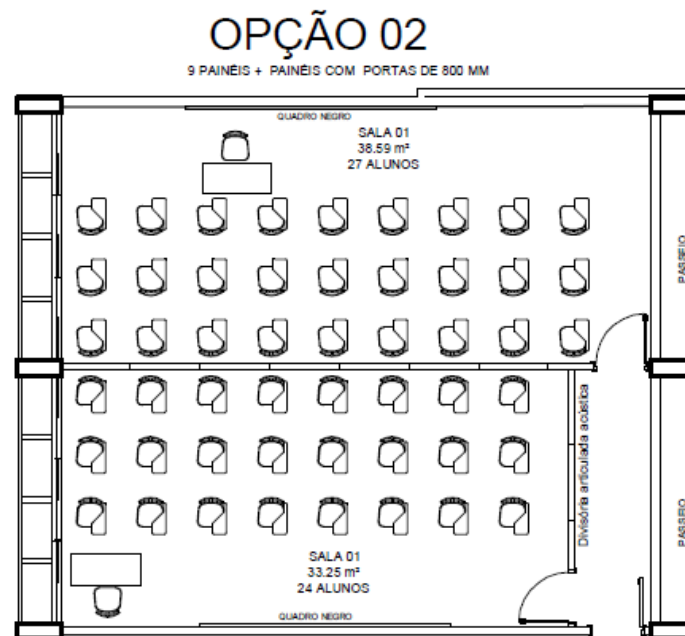 OPÇÃO 02
9 PAINÉIS + PAINÉIS COM PORTAS DE 800 MM
QUADRO NEGRO
SALA 01
38.59 m²
27 ALUNOS
PASSEIO
Divisória articulada acústica
PASSEIO
SALA 01
33.25 m²
24 ALUNOS
QUADRO NEGRO